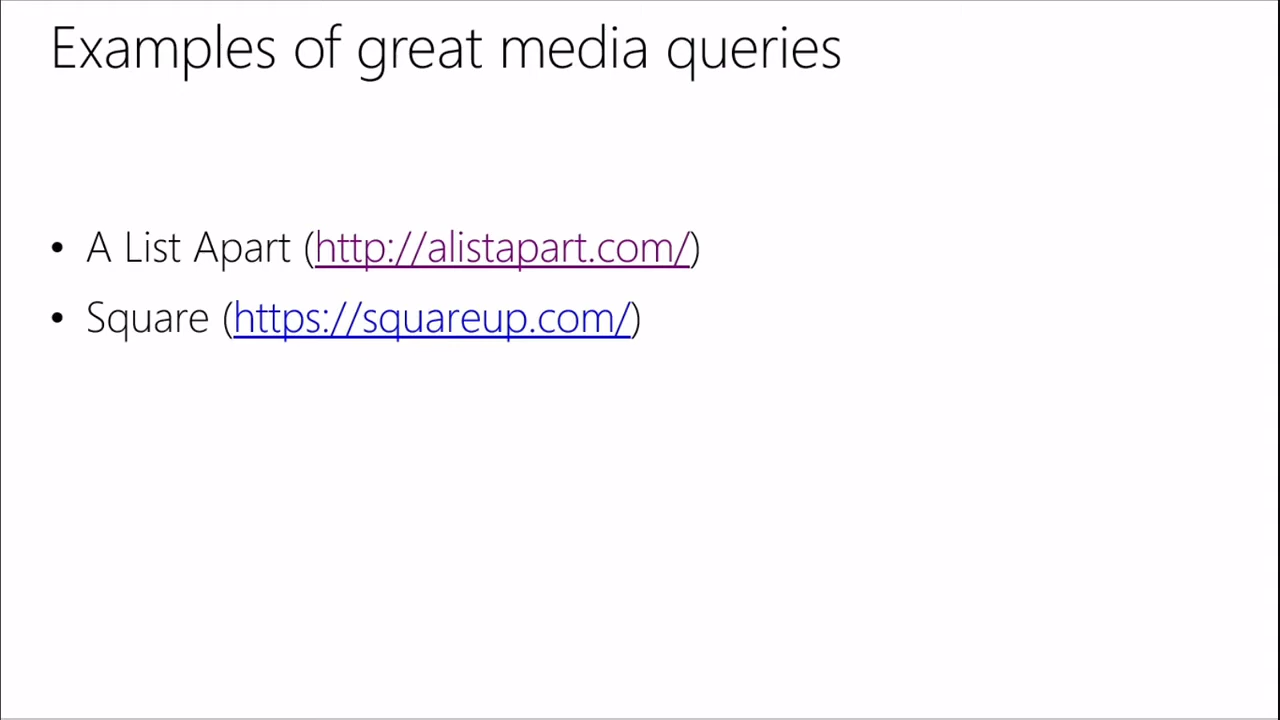 Examples of great media queries
• A List Apart (http://alistapart.com/)
• Square (https://squareup.com/)